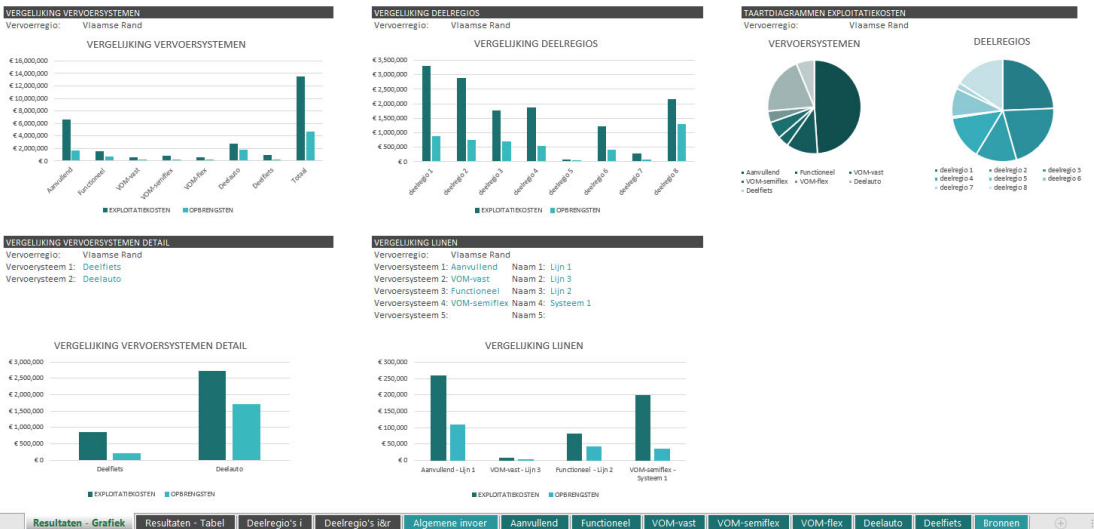 VERGELIJKING VERVOERSYSTEMEN
Vervoerregio: Vlaamse Rand
VERGELIJKING VERVOERSYSTEMEN
€ 16,000,000
€ 14,000,000
€ 12,000,000
€ 10,000,000
€ 8,000,000
€ 6,000,000
€ 4,000,000
€ 2,000,000
€ 0
Aanvullend
Functioneel
VOM-vast
VOM-semiflex
VOM-flex
Deelauto
Deelfiets
Totaal
EXPLOITATIEKOSTEN OPBRENGSTEN
VERGELIJKING DEELREGIOS
Vervoerregio: Vlaamse Rand
VERGELIJKING DEELREGIOS
€ 3,500,000
€ 3,000,000
€ 2,500,000
€ 2,000,000
€ 1,500,000
€ 1,000,000
€ 500,000
€ 0
deelregio 1
deelregio 2
deelregio 3
deelregio 4
deelregio 5
deelregio 6
deelregio 7
deelregio 8
EXPLOITATIEKOSTEN OPBRENGSTEN
TAARTDIAGRAMMEN EXPLOITATIEKOSTEN
Vervoerregio: Vlaamse Rand
VERVOERSYSTEMEN
Aanvullend Functioneel VOM-vast
VOM-semiflex VOM-flex Deelauto
Deelfiets
DEELREGIOS
deelregio 1 deelregio 2 deelregio 3
deelregio 4 deelregio 5 deelregio 6
deelregio 7 deelregio 8
VERGELIJKING VERVOERSYSTEMEN DETAIL
Vervoerregio: Vlaamse Rand
Vervoerysteem 1: Deelfiets
Vervoerysteem 2: Deelauto
VERGELIJKING VERVOERSYSTEMEN DETAIL
€ 3,000,000
€ 2,500,000
€ 2,000,000
€ 1,500,000
€ 1,000,000
€ 500,000
€ 0
Deelfiets
Deelauto
EXPLOITATIEKOSTEN OPBRENGSTEN
VERGELIJKING LIJNEN
Vervoerregio: Vlaamse Rand
Vervoersysteem 1: Aanvullend Naam 1: Lijn 1
Vervoersysteem 2: VOM-vast Naam 2: Lijn 3
Vervoersysteem 3: Functioneel Naam 3: Lijn 2
Vervoersysteem 4: VOM-semiflex Naam 4: Systeem 1
Vervoersysteem 5: Naam 5:
VERGELIJKING LIJNEN
€ 300,000
€ 250,000
€ 200,000
€ 150,000
€ 100,000
€ 50,000
€ 0
Aanvullend - Lijn 1
VOM-vast - Lijn 3
Functioneel - Lijn 2
VOM-semiflex -
Systeem 1
EXPLOITATIEKOSTEN OPBRENGSTEN
Resultaten - Grafiek Resultaten - Tabel Deelregio's i Deelregio's i&r Algemene invoer Aanvullend Functioneel VOM-vast VOM-semiflex VOM-flex Deelauto Deelfiets Bronnen